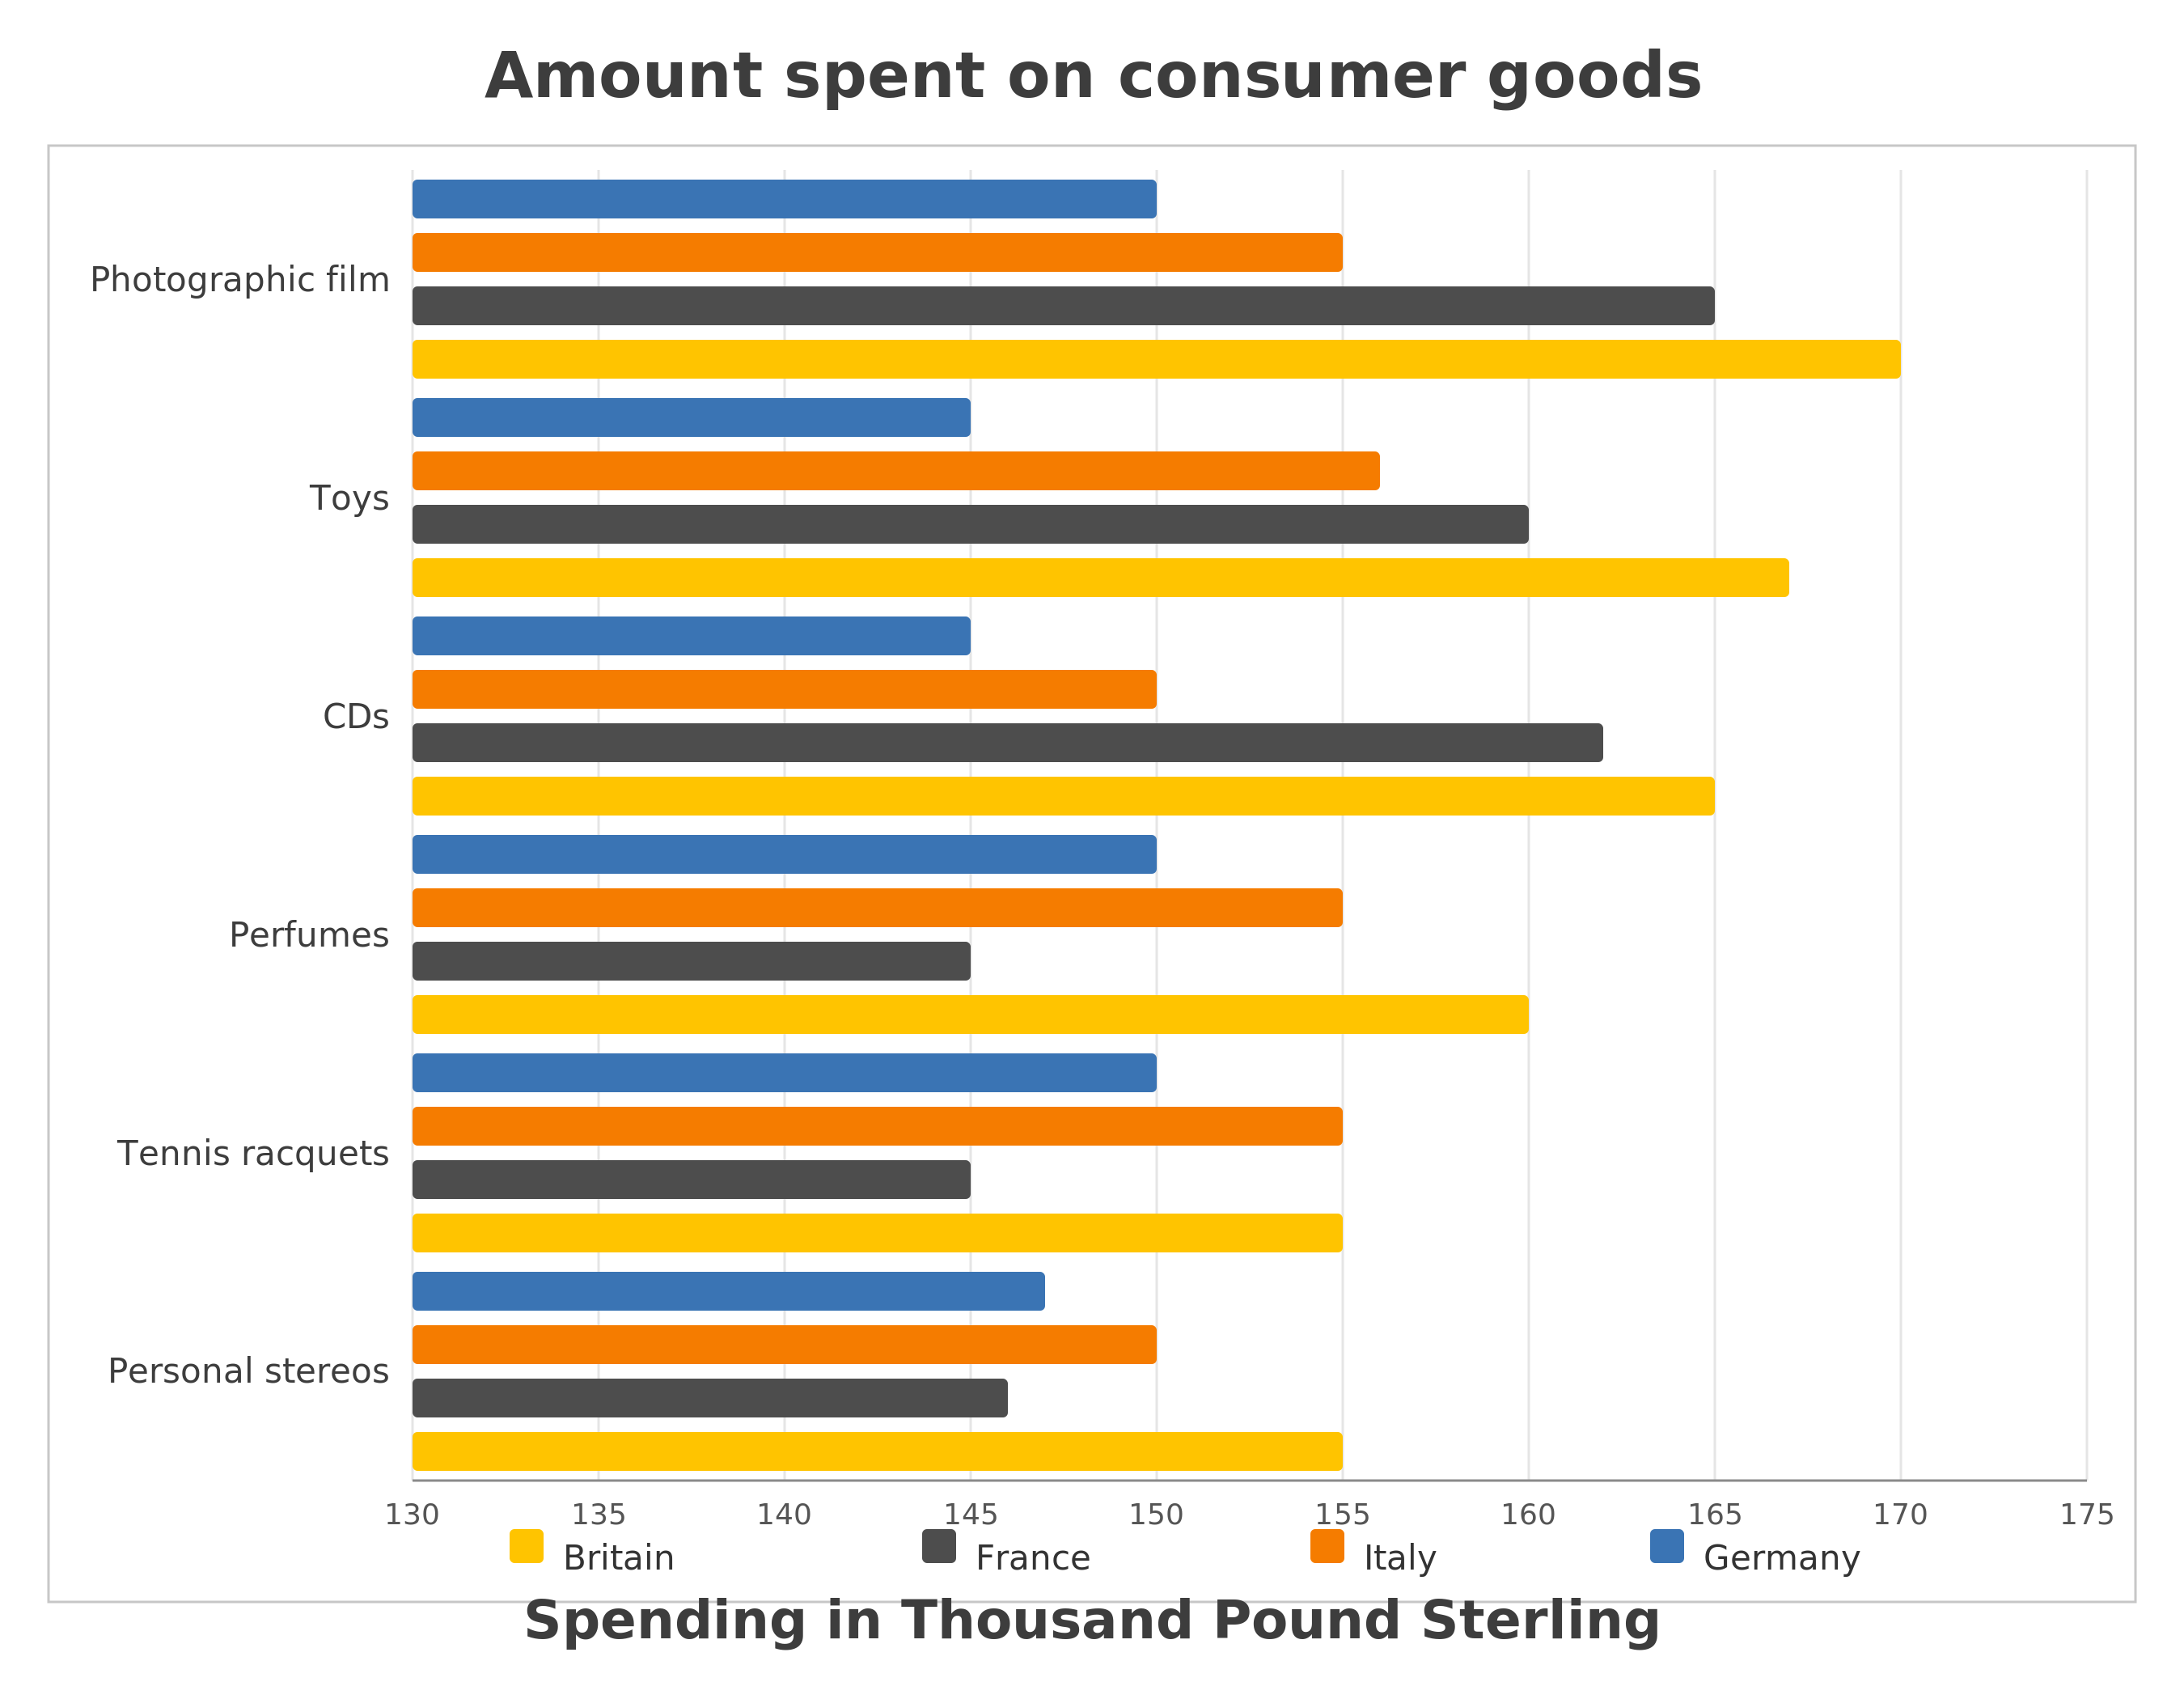 Amount spent on consumer goods
Photographic film
Toys
CDs
Perfumes
Tennis racquets
Personal stereos
130 135 140 145 150 155 160 165 170 175
Britain France Italy Germany
Spending in Thousand Pound Sterling